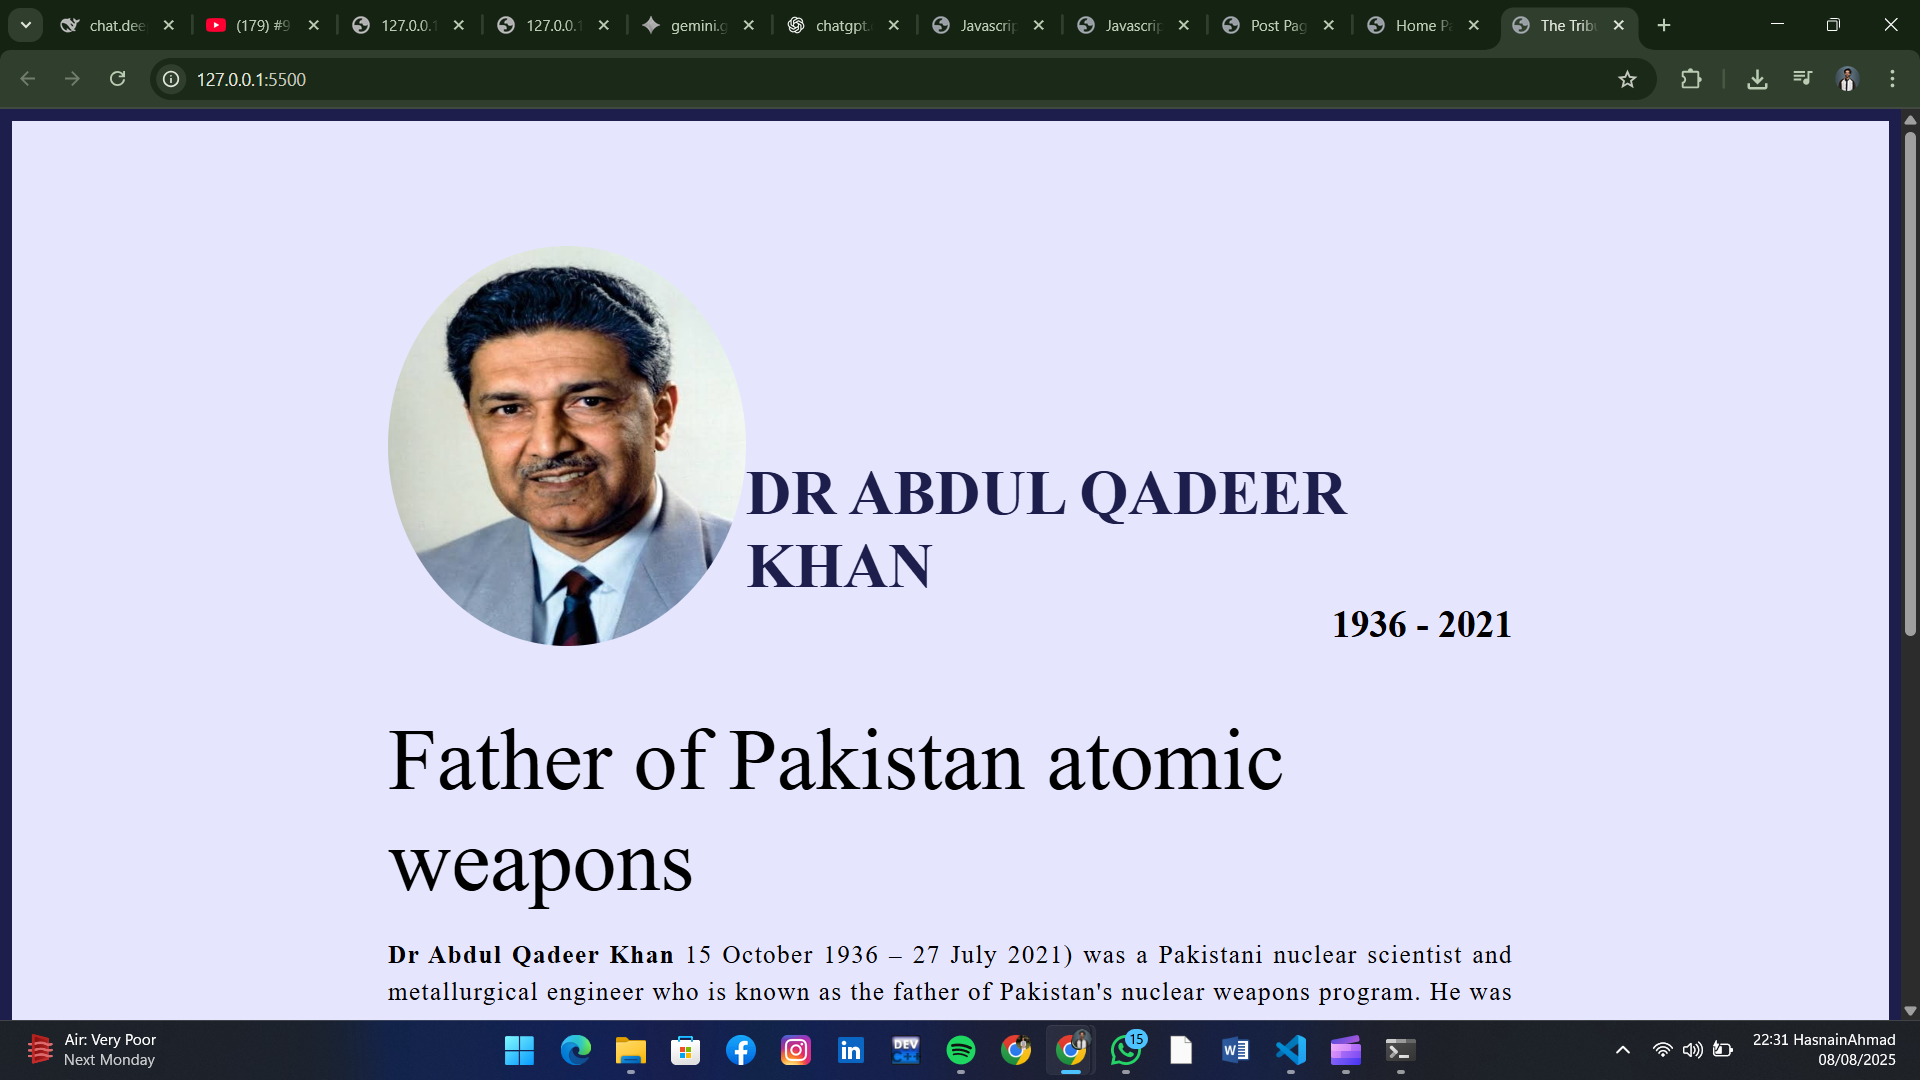 chat.dee
(179) #9
127.0.0.1
127.0.0.1
gemini.g
chatgpt.
Javascrip
Javascrip
Post Pag
Home Pa
The Tribu
127.0.0.1:5500
DR ABDUL QADEER
KHAN
1936 - 2021
Father of Pakistan atomic
weapons
Dr Abdul Qadeer Khan 15 October 1936 – 27 July 2021) was a Pakistani nuclear scientist and
metallurgical engineer who is known as the father of Pakistan's nuclear weapons program. He was
Air: Very Poor
Next Monday
DEV
C++
15
22:31 HasnainAhmad
08/08/2025